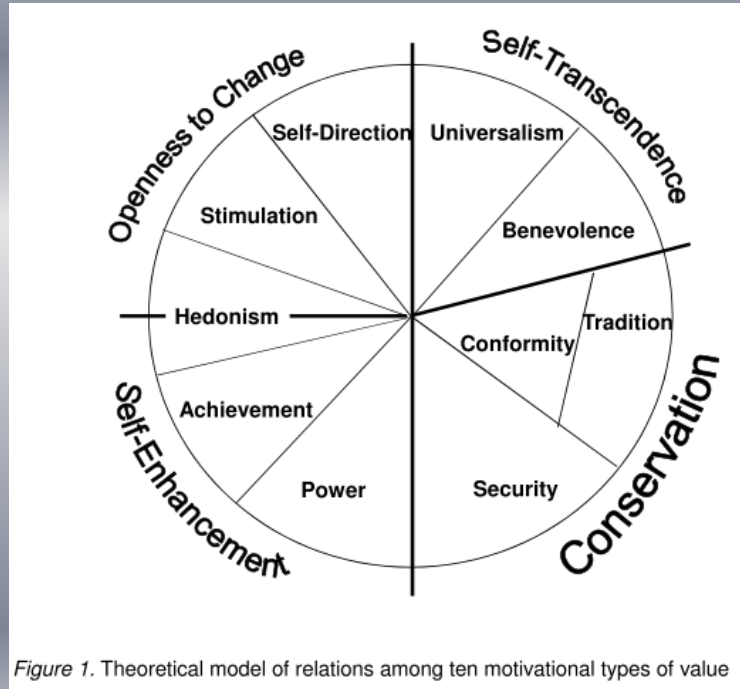 Openness to Change
Self-Transcendence
Self-Direction
Universalism
Stimulation
Benevolence
Hedonism
Tradition
Conformity
Achievement
Power
Security
Self-Enhancement
Conservation
Figure 1. Theoretical model of relations among ten motivational types of value